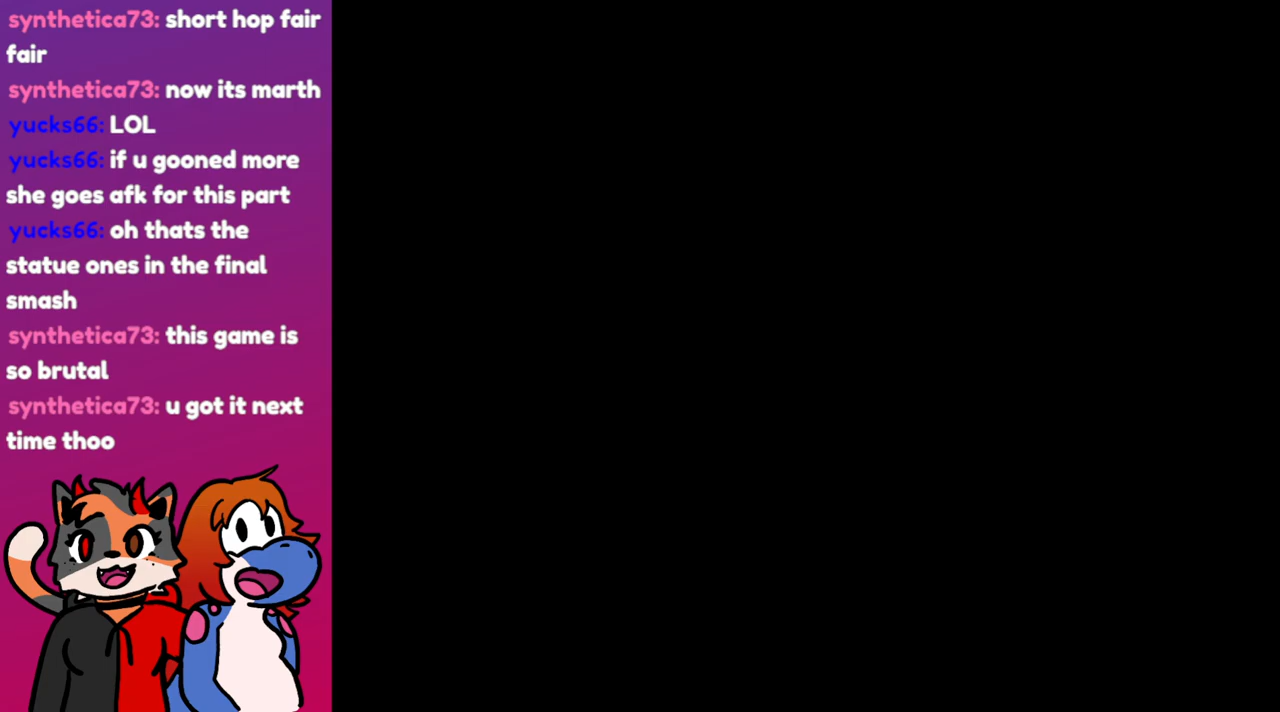 synthetica73: short hop fair
fair
synthetica73: now its marth
yucks66: LOL
yucks66: if u gooned more
she goes afk for this part
yucks66: oh thats the
statue ones in the final
smash
synthetica73: this game is
so brutal
synthetica73: u got it next
time thoo